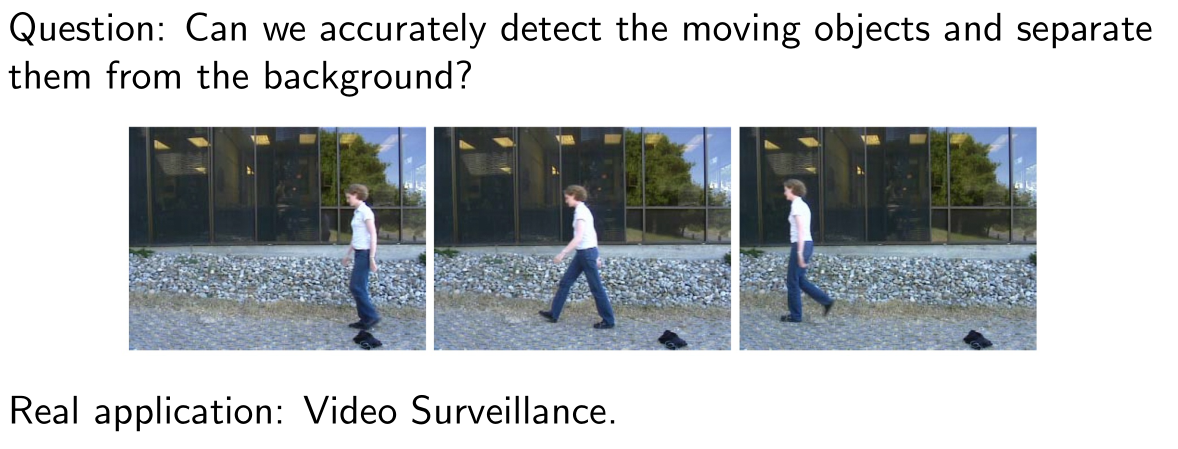 Question: Can we accurately detect the moving objects and separate
them from the background?
Real application: Video Surveillance.